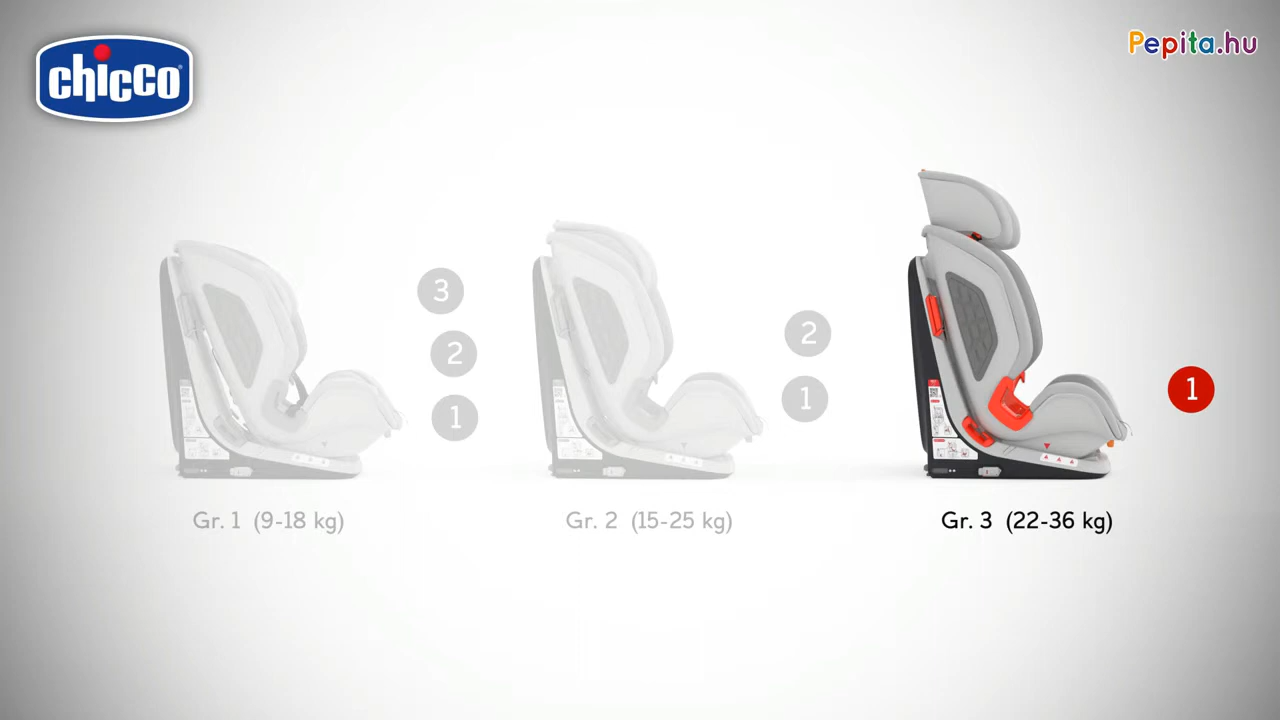 chicco
Pepita.hu
3
2
1
2
1
1
Gr. 1 (9-18 kg)
Gr. 2 (15-25 kg)
Gr. 3 (22-36 kg)